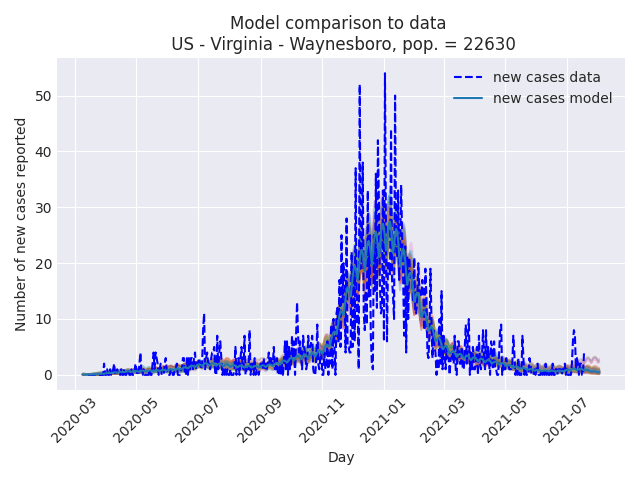 Model comparison to data
US - Virginia - Waynesboro, pop. = 22630
new cases data
new cases model
Number of new cases reported
50
40
30
20
10
0
2020-03
2020-05
2020-07
2020-09
2020-11
2021-01
2021-03
2021-05
2021-07
Day